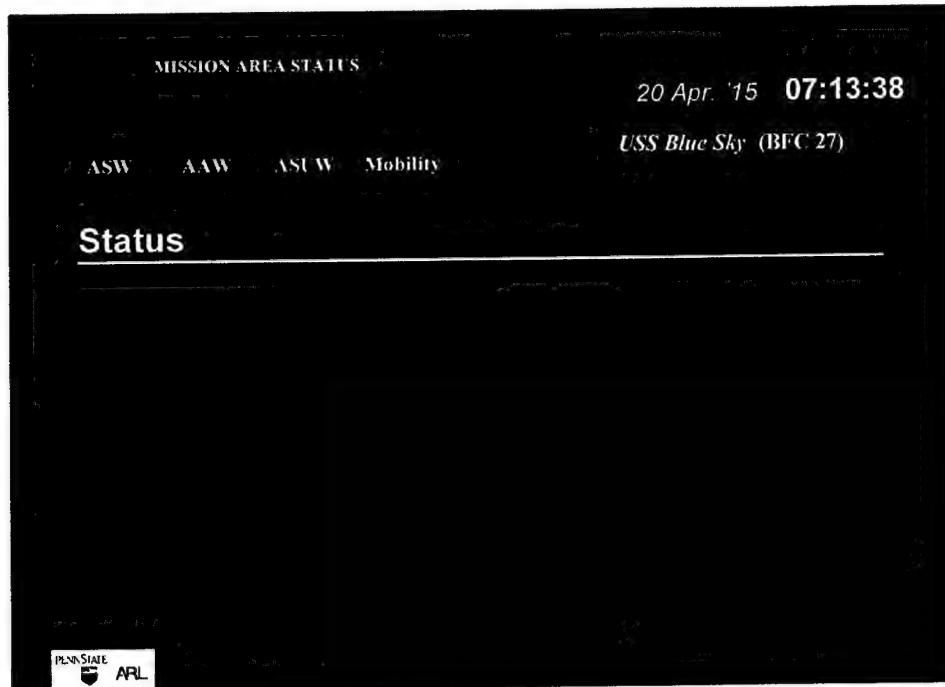 MISSION AREA STATUS
20 Apr. '15 07:13:38
USS Blue Sky (BFC 27)
ASW AAW ASUW Mobility
Status
PENNSTATE
ARL